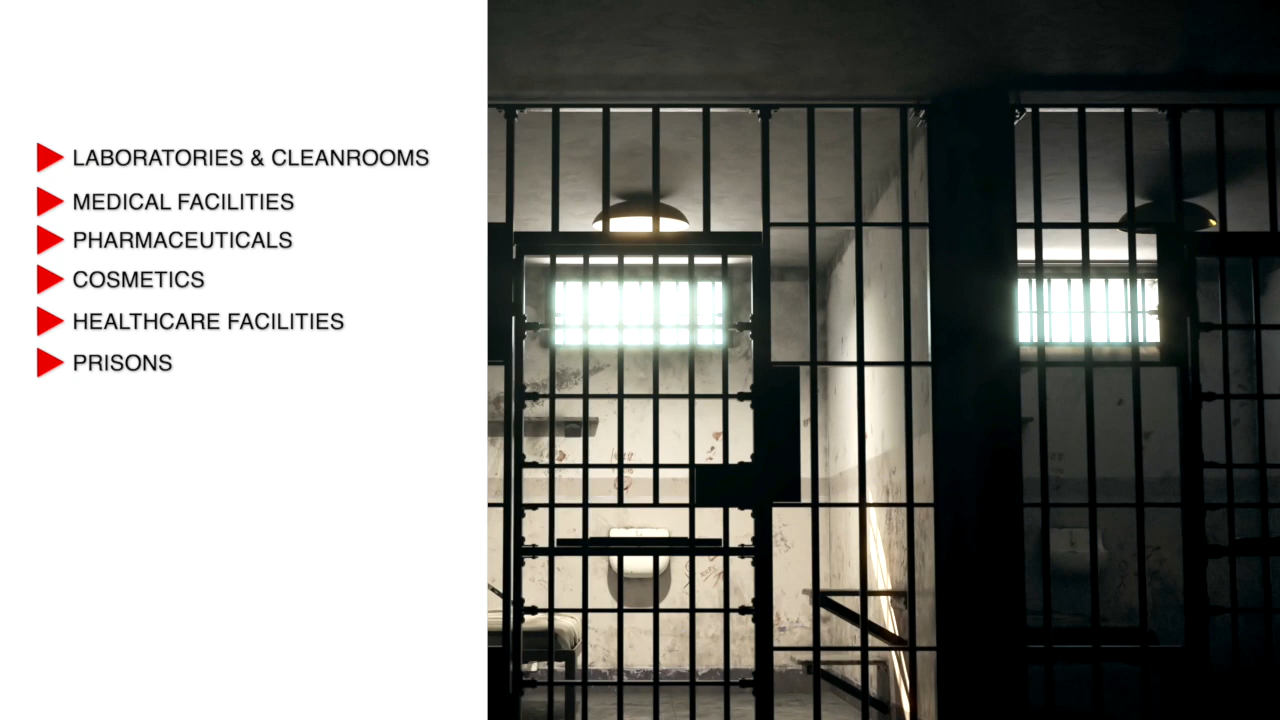 LABORATORIES & CLEANROOMS
MEDICAL FACILITIES
PHARMACEUTICALS
COSMETICS
HEALTHCARE FACILITIES
PRISONS